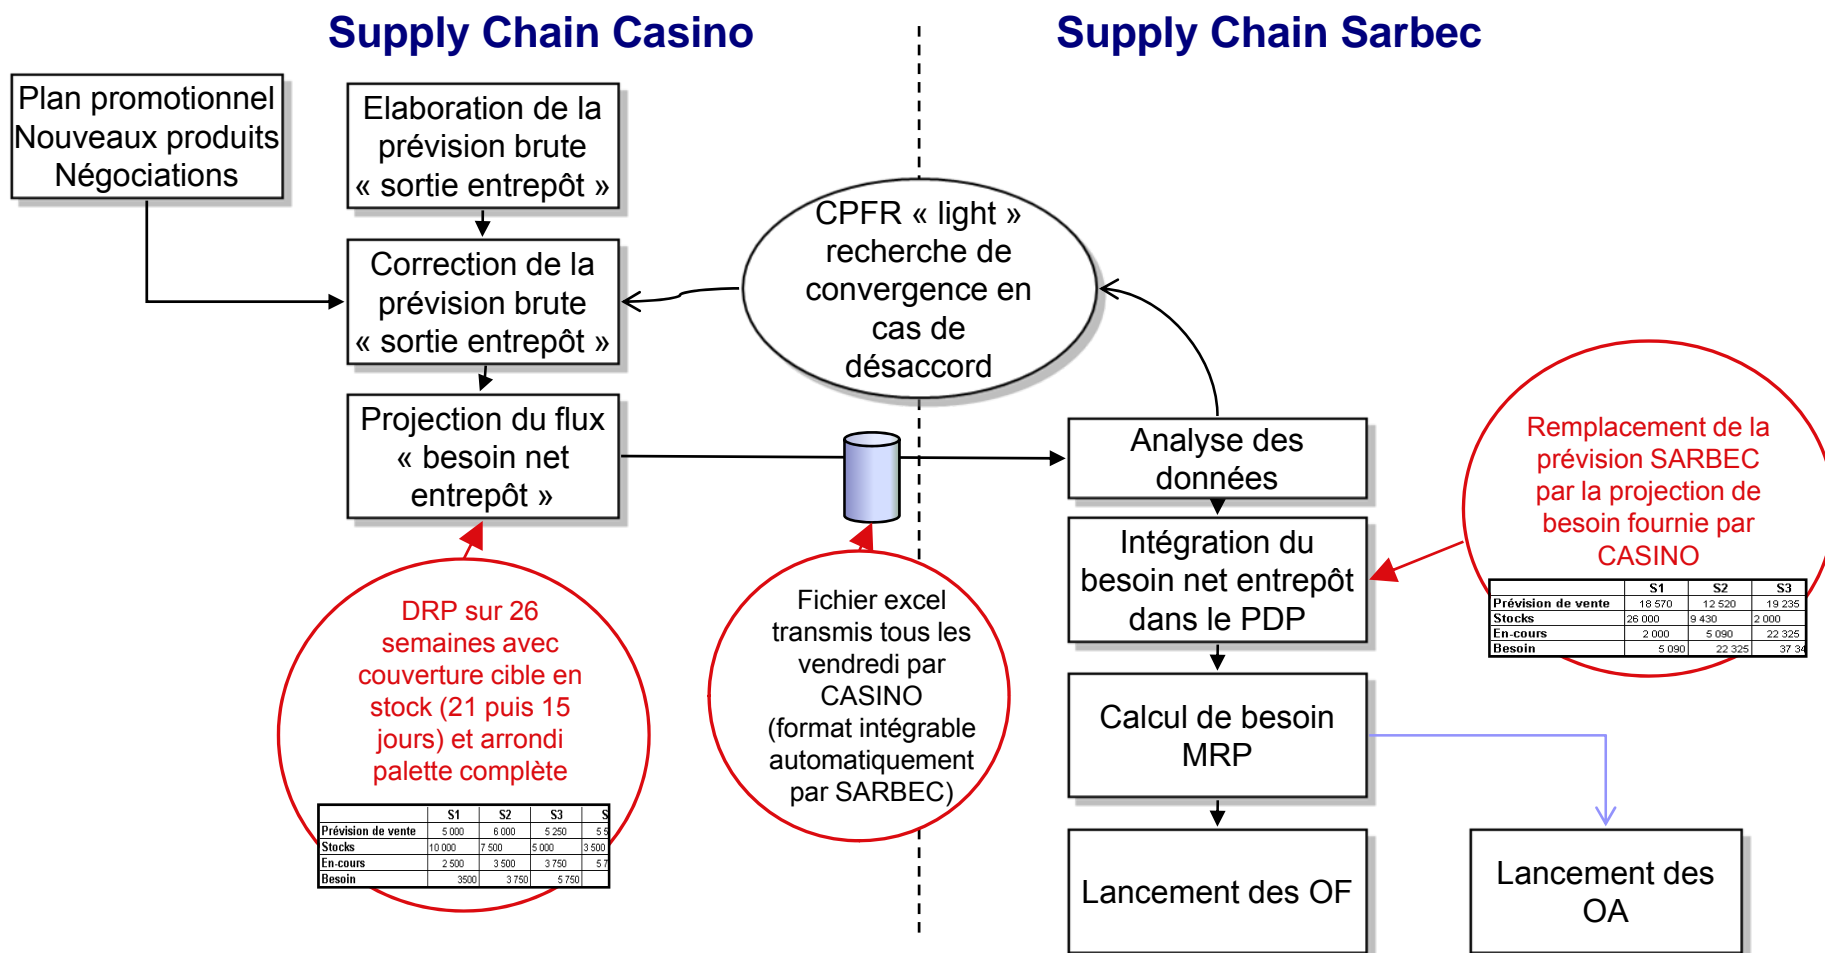 Supply Chain Casino
Supply Chain Sarbec
Plan promotionnel
Nouveaux produits
Négociations
Elaboration de la
prévision brute
« sortie entrepôt »
Correction de la
prévision brute
« sortie entrepôt »
CPFR « light »
recherche de
convergence en
cas de
désaccord
Projection du flux
« besoin net
entrepôt »
Analyse des
données
Intégration du
besoin net entrepôt
dans le PDP
Remplacement de la
prévision SARBEC
par la projection de
besoin fournie par
CASINO
S1 S2 S3
Prévision de vente 18 570 12 520 19 235
Stocks 26 000 9 430 2 000
En-cours 2 000 5 090 22 325
Besoin 5 090 22 325 37 34
DRP sur 26
semaines avec
couverture cible en
stock (21 puis 15
jours) et arrondi
palette complète
S1 S2 S3 S
Prévision de vente 5 000 6 000 5 250 5 5
Stocks 10 000 7 500 5 000 3 500
En-cours 2 500 3 500 3 750 5 7
Besoin 3500 3 750 5 750
Fichier excel
transmis tous les
vendredi par
CASINO
(format intégrable
automatiquement
par SARBEC)
Calcul de besoin
MRP
Lancement des OF
Lancement des
OA